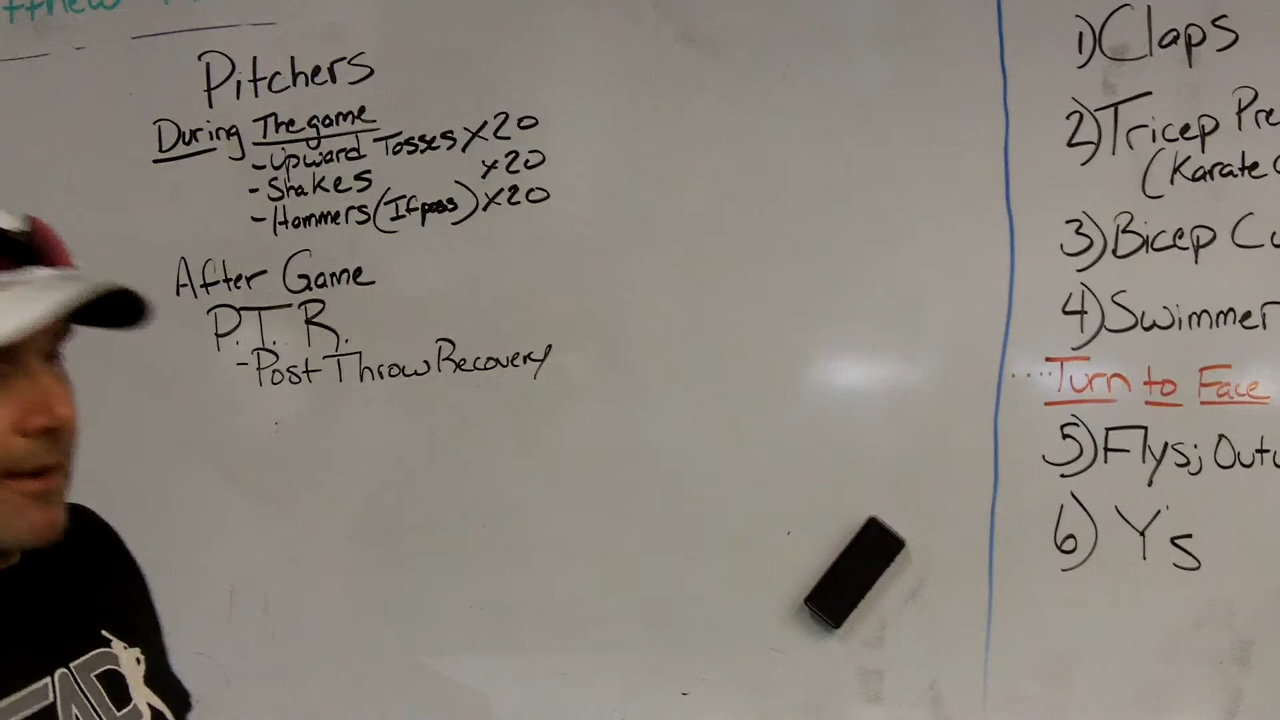 Pitchers
During The game
- Upward Tosses x20
- Shakes x20
- Hammers (If poss) x20
After Game
P.T.R.
- Post Throw Recovery
1) Claps
2) Tricep Pre
(Karate C
3) Bicep Cu
4) Swimmer
....Turn to Face
5) Flys; Out
6) Y's